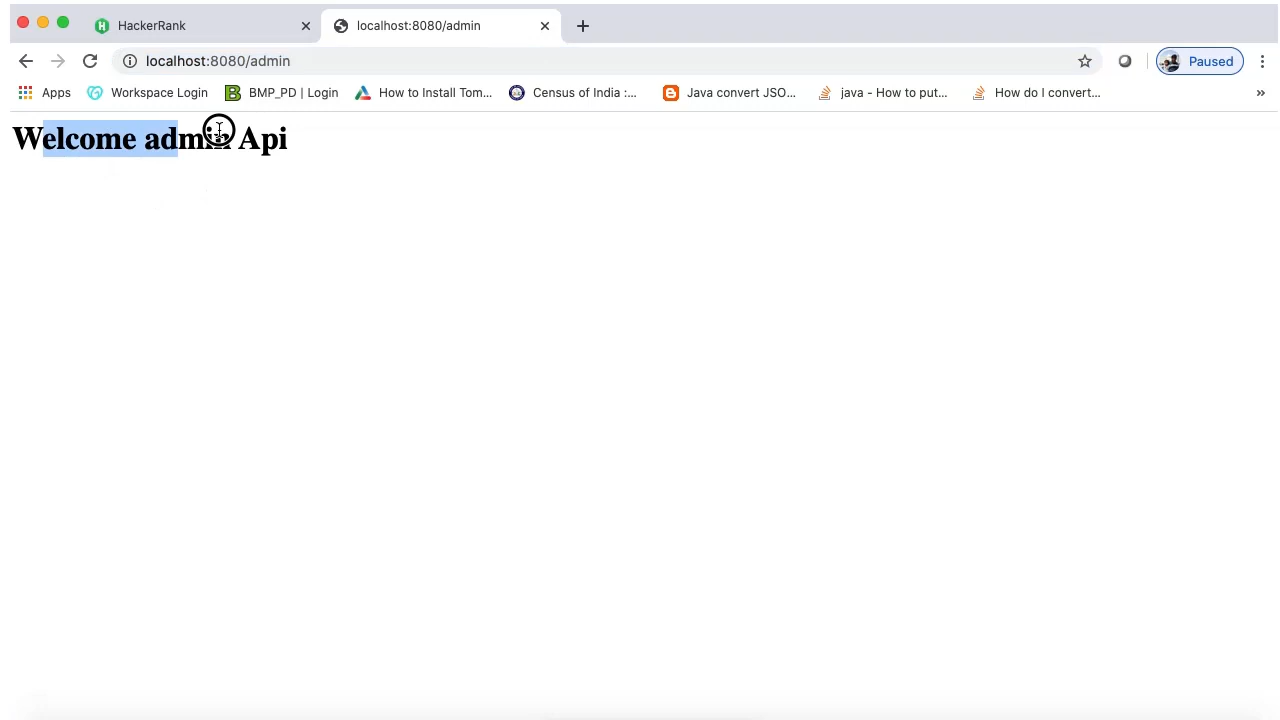 HackerRank
localhost:8080/admin
localhost:8080/admin
Paused
Apps
Workspace Login
BMP_PD | Login
How to Install Tom...
Census of India :...
Java convert JSO...
java - How to put...
How do I convert...
»
Welcome admin Api